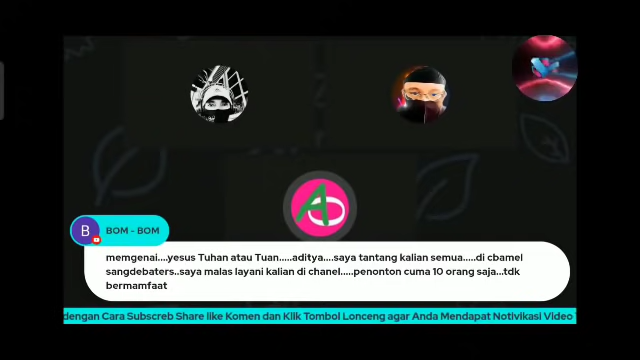 B
BOM - BOM
memgenai....yesus Tuhan atau Tuan.....aditya....saya tantang kalian semua.....di cbamel
sangdebaters..saya malas layani kalian di chanel.....penonton cuma 10 orang saja...tdk
bermamfaat
dengan Cara Subscreb Share like Komen dan Klik Tombol Lonceng agar Anda Mendapat Notivikasi Video